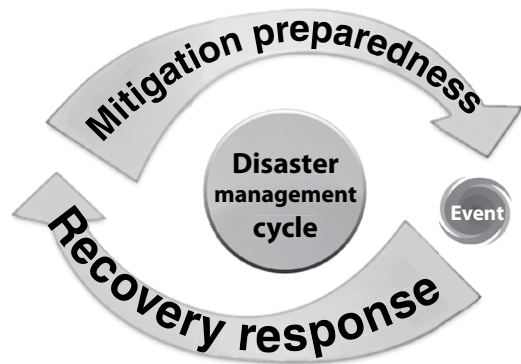 Mitigation preparedness
Disaster
management
cycle
Event
Recovery response